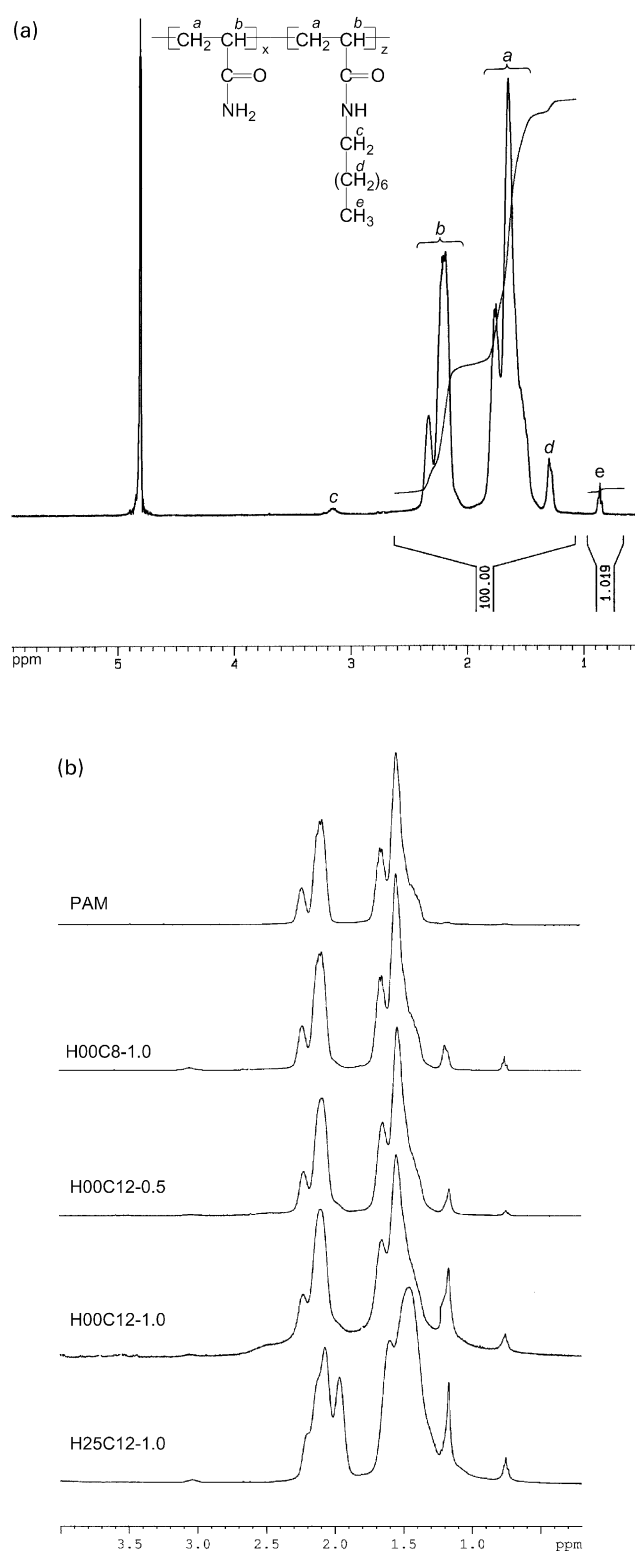 (a)
a b a b
[CH2 CH]x [CH2 CH]z
C=O C=O
NH2 NH
c
CH2
d
(CH2)6
e
CH3
a
b
c
d
e
100.00
1.019
ppm 5 4 3 2 1
(b)
PAM
H00C8-1.0
H00C12-0.5
H00C12-1.0
H25C12-1.0
3.5 3.0 2.5 2.0 1.5 1.0 ppm